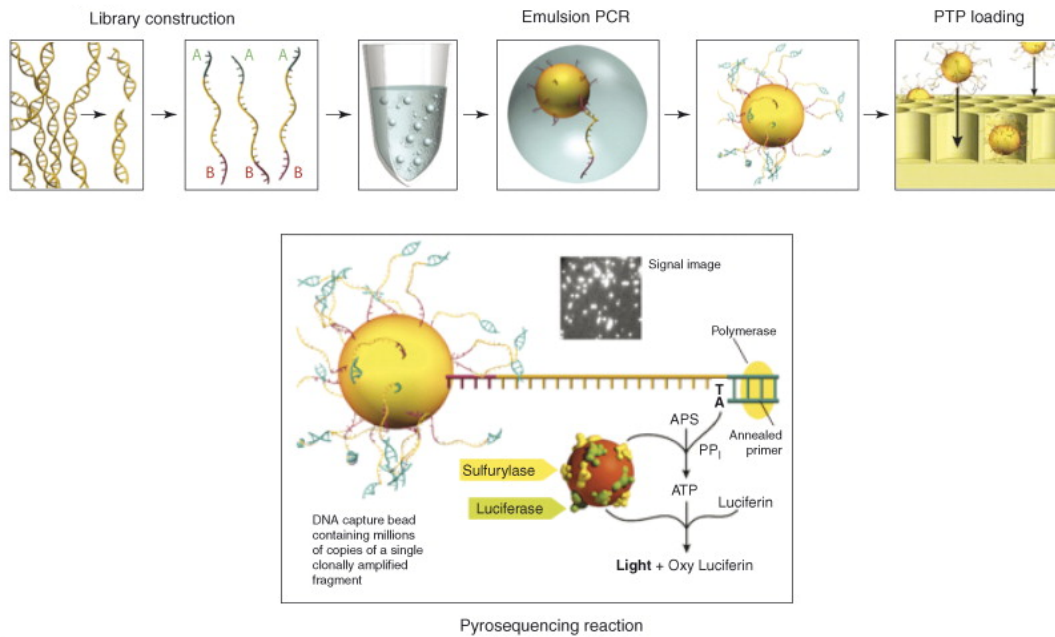 Library construction
Emulsion PCR
PTP loading
A A A
B B B
Signal image
Polymerase
T
A
Annealed
primer
APS
PPI
Sulfurylase
ATP
Luciferase
Luciferin
DNA capture bead
containing millions
of copies of a single
clonally amplified
fragment
Light + Oxy Luciferin
Pyrosequencing reaction